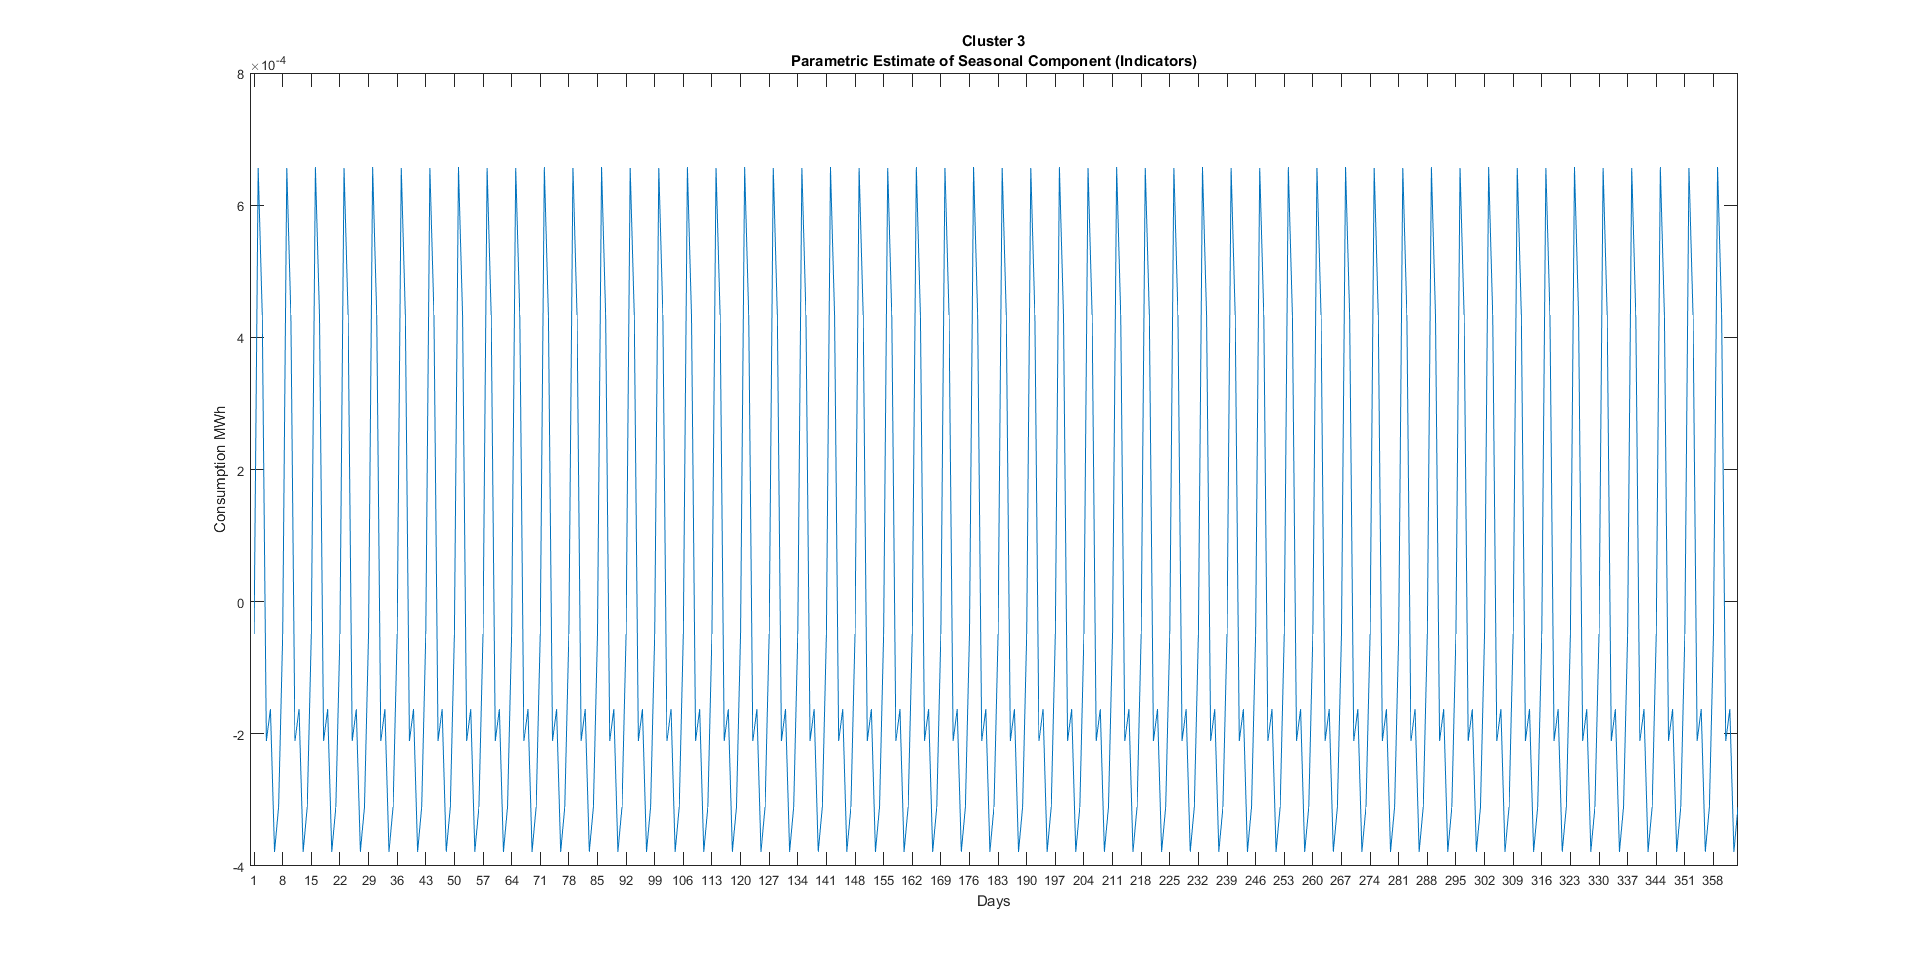 Cluster 3
Parametric Estimate of Seasonal Component (Indicators)
×10⁻⁴
8
6
4
2
0
-2
-4
Consumption MWh
1 8 15 22 29 36 43 50 57 64 71 78 85 92 99 106 113 120 127 134 141 148 155 162 169 176 183 190 197 204 211 218 225 232 239 246 253 260 267 274 281 288 295 302 309 316 323 330 337 344 351 358
Days